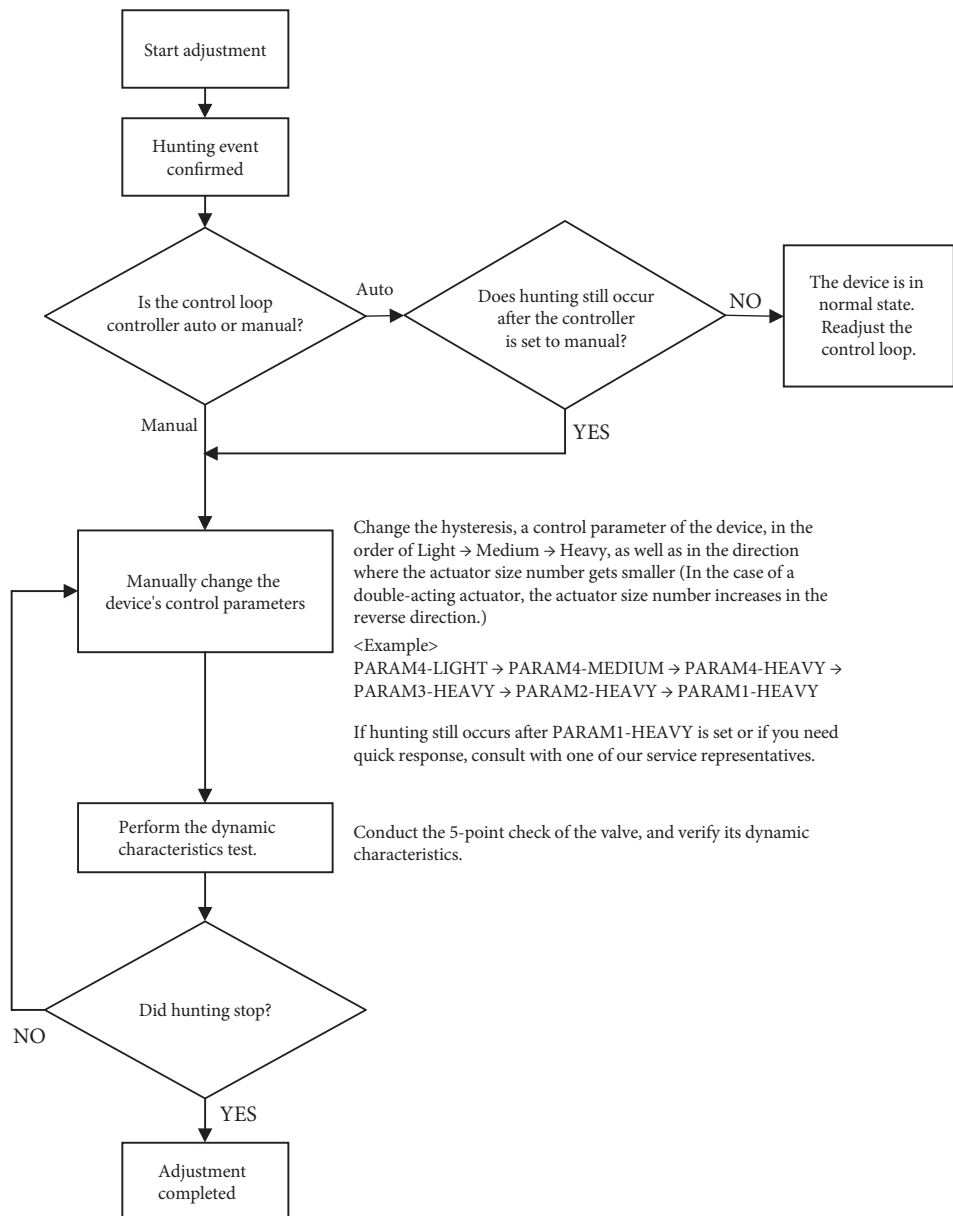 Start adjustment
Hunting event
confirmed
Is the control loop
controller auto or manual?
Auto
Does hunting still occur
after the controller
is set to manual?
NO
The device is in
normal state.
Readjust the
control loop.
Manual
YES
Manually change the
device's control parameters
Change the hysteresis, a control parameter of the device, in the
order of Light → Medium → Heavy, as well as in the direction
where the actuator size number gets smaller (In the case of a
double-acting actuator, the actuator size number increases in the
reverse direction.)
<Example>
PARAM4-LIGHT → PARAM4-MEDIUM → PARAM4-HEAVY →
PARAM3-HEAVY → PARAM2-HEAVY → PARAM1-HEAVY
If hunting still occurs after PARAM1-HEAVY is set or if you need
quick response, consult with one of our service representatives.
Perform the dynamic
characteristics test.
Conduct the 5-point check of the valve, and verify its dynamic
characteristics.
Did hunting stop?
NO
YES
Adjustment
completed